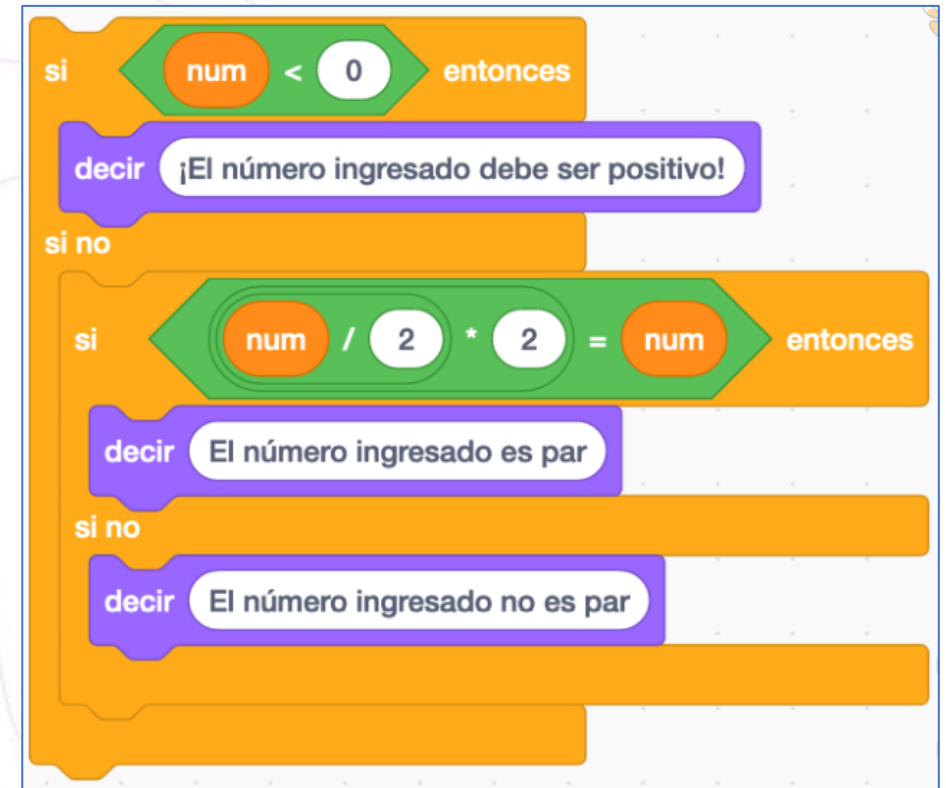 si num < 0 entonces
decir ¡El número ingresado debe ser positivo!
si no
si num / 2 * 2 = num entonces
decir El número ingresado es par
si no
decir El número ingresado no es par